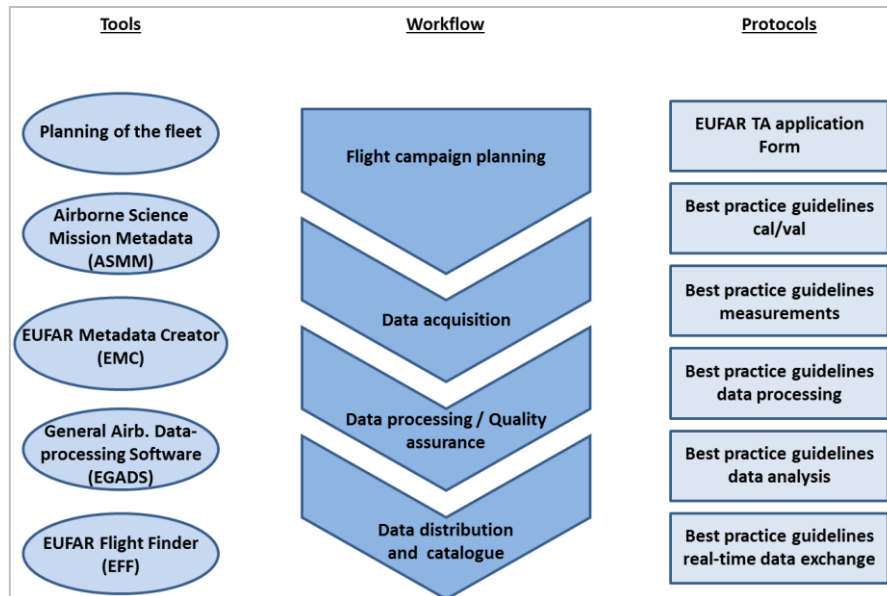 Tools
Workflow
Protocols
Planning of the fleet
Airborne Science
Mission Metadata
(ASMM)
EUFAR Metadata Creator
(EMC)
General Airb. Data-
processing Software
(EGADS)
EUFAR Flight Finder
(EFF)
Flight campaign planning
Data acquisition
Data processing / Quality
assurance
Data distribution
and catalogue
EUFAR TA application
Form
Best practice guidelines
cal/val
Best practice guidelines
measurements
Best practice guidelines
data processing
Best practice guidelines
data analysis
Best practice guidelines
real-time data exchange